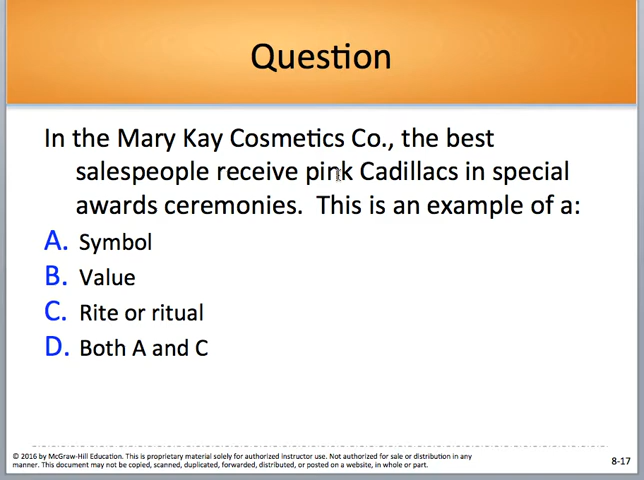 Question
In the Mary Kay Cosmetics Co., the best
salespeople receive pink Cadillacs in special
awards ceremonies. This is an example of a:
A. Symbol
B. Value
C. Rite or ritual
D. Both A and C
© 2016 by McGraw-Hill Education. This is proprietary material solely for authorized instructor use. Not authorized for sale or distribution in any
manner. This document may not be copied, scanned, duplicated, forwarded, distributed, or posted on a website, in whole or part.
8-17